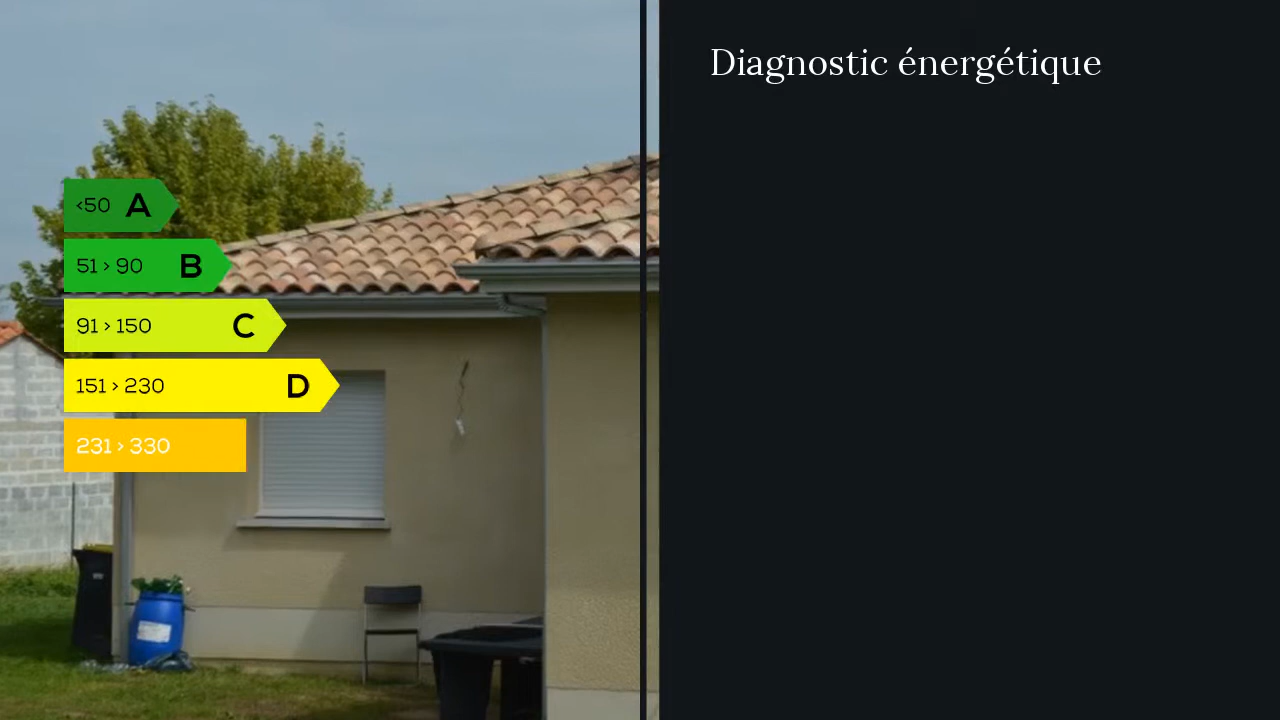 Diagnostic énergétique
<50 A
51 > 90 B
91 > 150 C
151 > 230 D
231 > 330